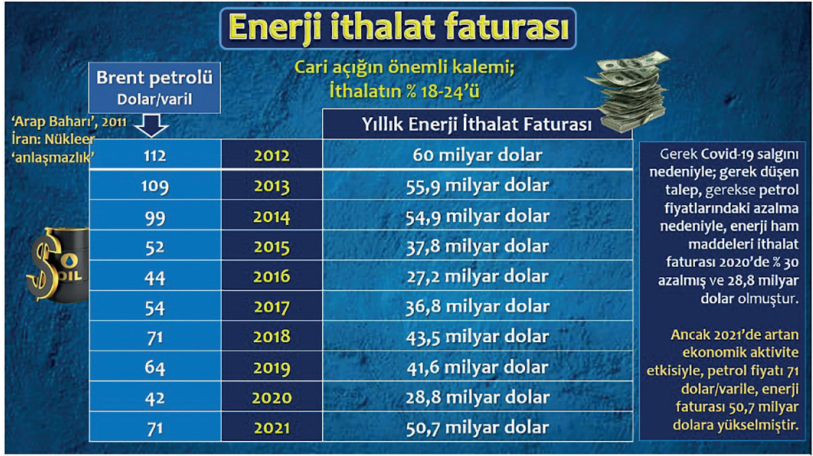 Enerji ithalat faturası
Cari açığın önemli kalemi;
İthalatın % 18-24’ü
Brent petrolü
Dolar/varil
‘Arap Baharı’, 2011
İran: Nükleer
‘anlaşmazlık’
Yıllık Enerji İthalat Faturası
112 2012 60 milyar dolar
109 2013 55,9 milyar dolar
99 2014 54,9 milyar dolar
52 2015 37,8 milyar dolar
44 2016 27,2 milyar dolar
54 2017 36,8 milyar dolar
71 2018 43,5 milyar dolar
64 2019 41,6 milyar dolar
42 2020 28,8 milyar dolar
71 2021 50,7 milyar dolar
OIL
Gerek Covid-19 salgını
nedeniyle; gerek düşen
talep, gerekse petrol
fiyatlarındaki azalma
nedeniyle, enerji ham
maddeleri ithalat
faturası 2020’de % 30
azalmış ve 28,8 milyar
dolar olmuştur.
Ancak 2021’de artan
ekonomik aktivite
etkisiyle, petrol fiyatı 71
dolar/varile, enerji
faturası 50,7 milyar
dolara yükselmiştir.